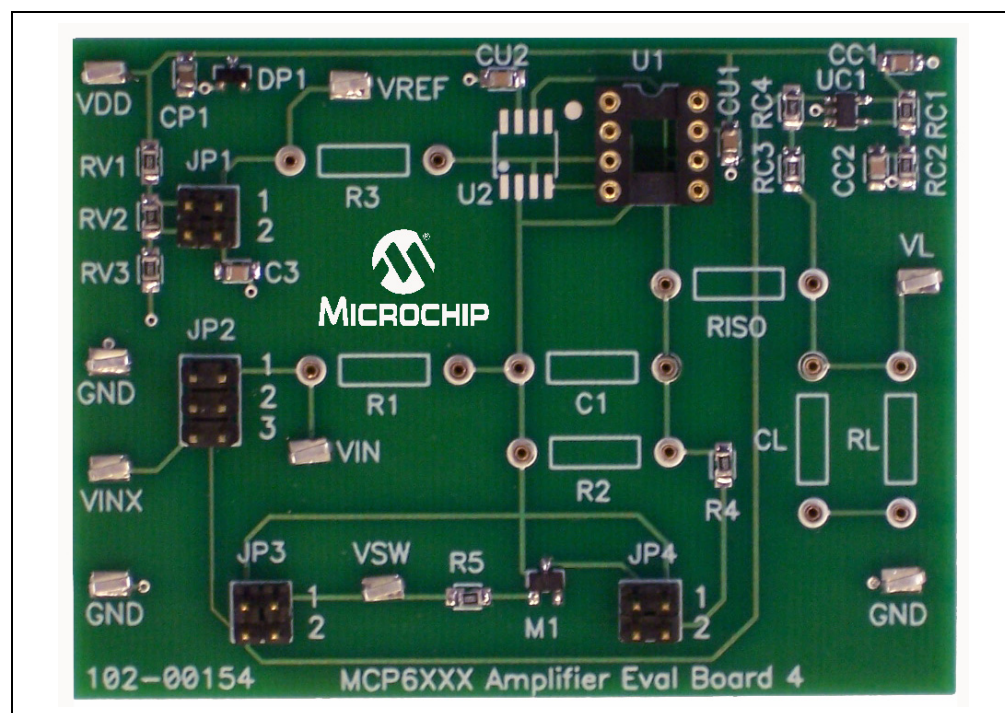 VDD
CP1
DP1
VREF
CU2
U1
CU1
RC4
UC1
CC1
RC1
RV1
JP1
1
2
R3
U2
RC3
CC2
RC2
RV2
RV3
C3
MICROCHIP
®
VL
RISO
JP2
1
2
3
GND
R1
C1
VINX
VIN
R2
R4
CL
RL
JP3
1
2
VSW
R5
M1
JP4
1
2
GND
GND
102-00154
MCP6XXX Amplifier Eval Board 4